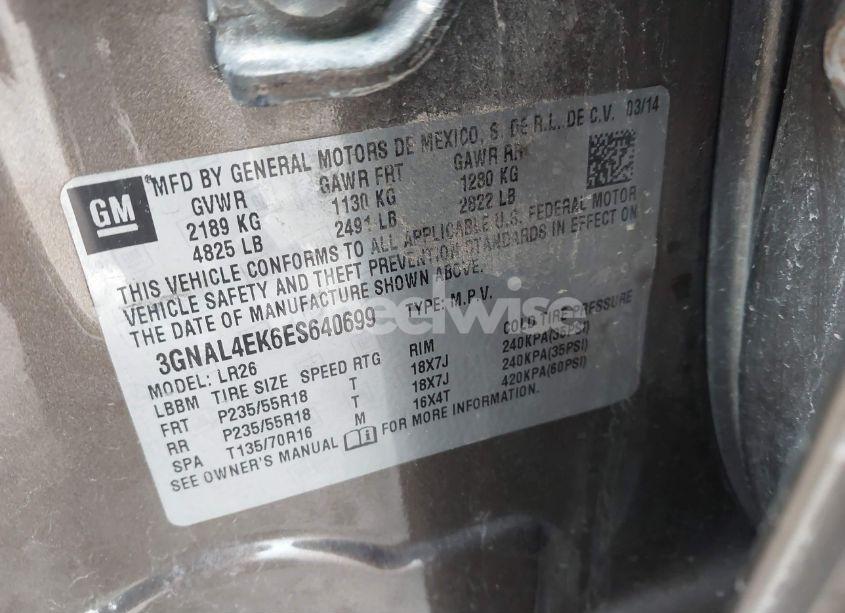 GM
MFD BY GENERAL MOTORS DE MEXICO, S. DE R.L. DE C.V. 03/14
GVWR GAWR FRT GAWR RR
2189 KG 1130 KG 1280 KG
4825 LB 2491 LB 2822 LB
THIS VEHICLE CONFORMS TO ALL APPLICABLE U.S. FEDERAL MOTOR
VEHICLE SAFETY AND THEFT PREVENTION STANDARDS IN EFFECT ON
THE DATE OF MANUFACTURE SHOWN ABOVE.
3GNAL4EK6ES640699 TYPE: M.P.V.
MODEL: LR26
LBBM TIRE SIZE SPEED RTG RIM COLD TIRE PRESSURE
FRT P235/55R18 T 18X7J 240KPA(35PSI)
RR P235/55R18 T 18X7J 240KPA(35PSI)
SPA T135/70R16 M 16X4T 420KPA(60PSI)
SEE OWNER'S MANUAL FOR MORE INFORMATION.